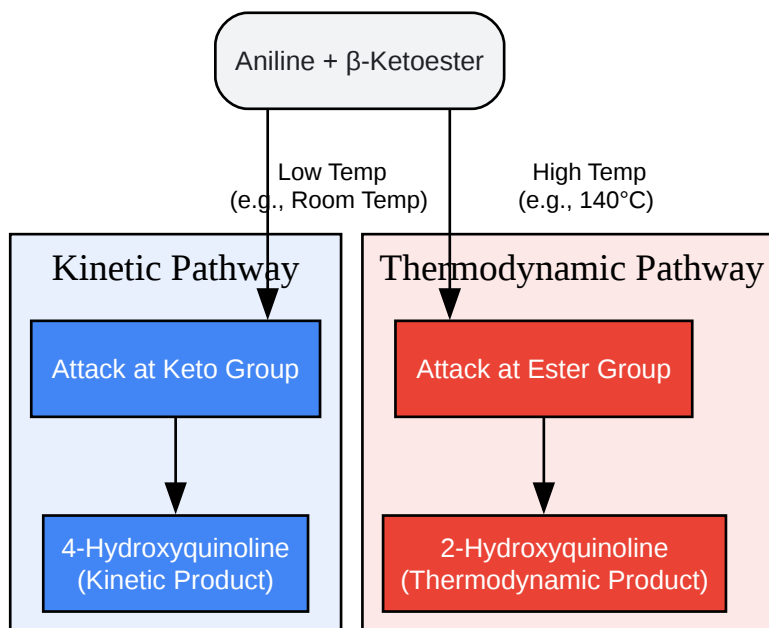 Aniline + β-Ketoester
Low Temp
(e.g., Room Temp)
High Temp
(e.g., 140°C)
Kinetic Pathway
Thermodynamic Pathway
Attack at Keto Group
Attack at Ester Group
4-Hydroxyquinoline
(Kinetic Product)
2-Hydroxyquinoline
(Thermodynamic Product)